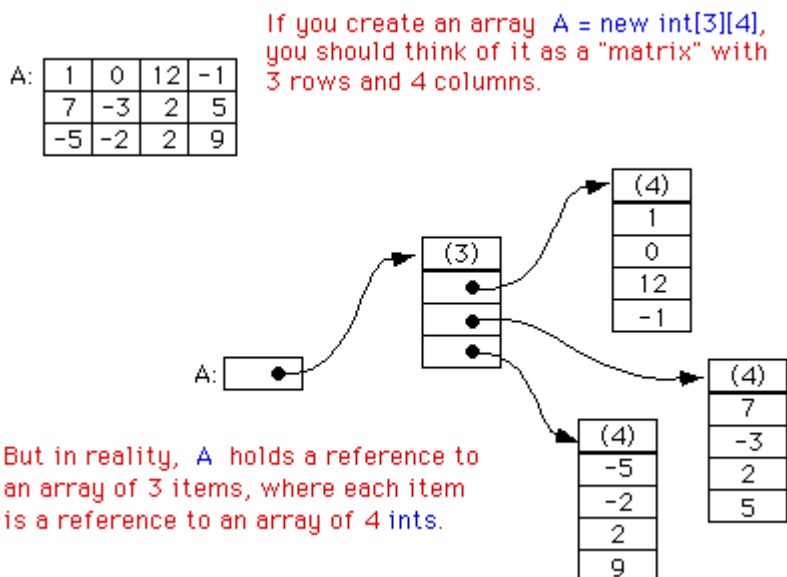 If you create an array A = new int[3][4],
you should think of it as a "matrix" with
3 rows and 4 columns.
A:
1 0 12 -1
7 -3 2 5
-5 -2 2 9
(4)
1
0
12
-1
(3)
A:
(4)
7
-3
2
5
(4)
-5
-2
2
9
But in reality, A holds a reference to
an array of 3 items, where each item
is a reference to an array of 4 ints.